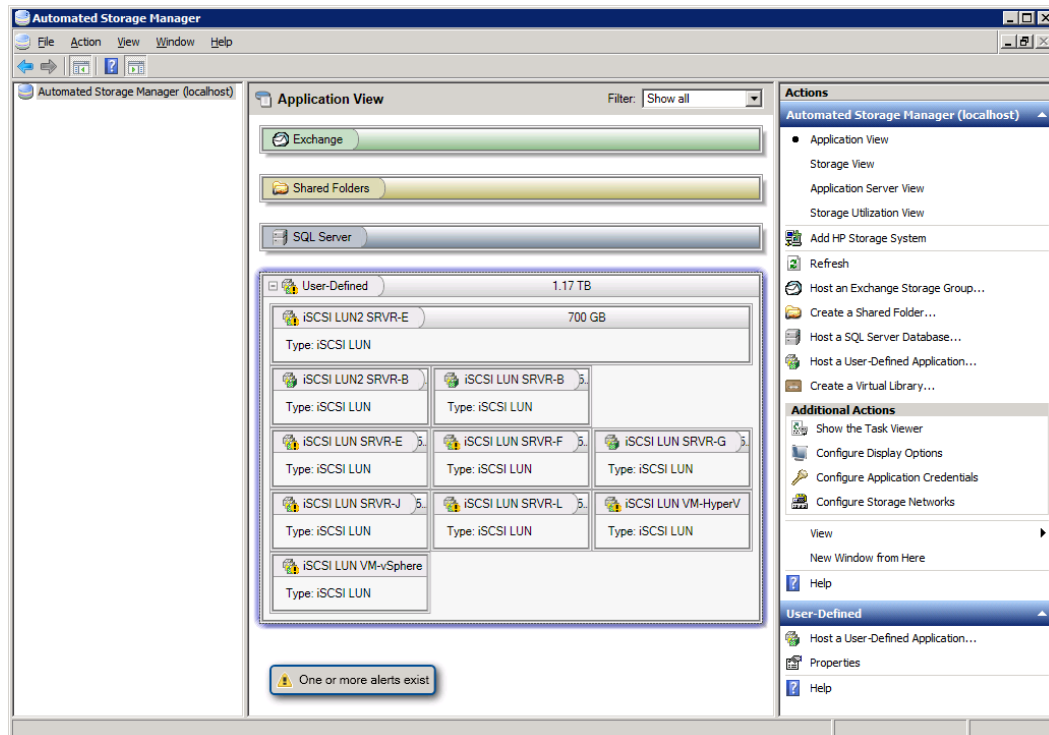 Automated Storage Manager
File Action View Window Help
Automated Storage Manager (localhost)
Application View
Filter: Show all
Exchange
Shared Folders
SQL Server
User-Defined
1.17 TB
iSCSI LUN2 SRVR-E
700 GB
Type: iSCSI LUN
iSCSI LUN2 SRVR-B
Type: iSCSI LUN
iSCSI LUN SRVR-B 5..
Type: iSCSI LUN
iSCSI LUN SRVR-E 5..
Type: iSCSI LUN
iSCSI LUN SRVR-F 5..
Type: iSCSI LUN
iSCSI LUN SRVR-G 5..
Type: iSCSI LUN
iSCSI LUN SRVR-J 5..
Type: iSCSI LUN
iSCSI LUN SRVR-L 5..
Type: iSCSI LUN
iSCSI LUN VM-HyperV
Type: iSCSI LUN
iSCSI LUN VM-vSphere
Type: iSCSI LUN
One or more alerts exist
Actions
Automated Storage Manager (localhost)
Application View
Storage View
Application Server View
Storage Utilization View
Add HP Storage System
Refresh
Host an Exchange Storage Group...
Create a Shared Folder...
Host a SQL Server Database...
Host a User-Defined Application...
Create a Virtual Library...
Additional Actions
Show the Task Viewer
Configure Display Options
Configure Application Credentials
Configure Storage Networks
View
New Window from Here
Help
User-Defined
Host a User-Defined Application...
Properties
Help